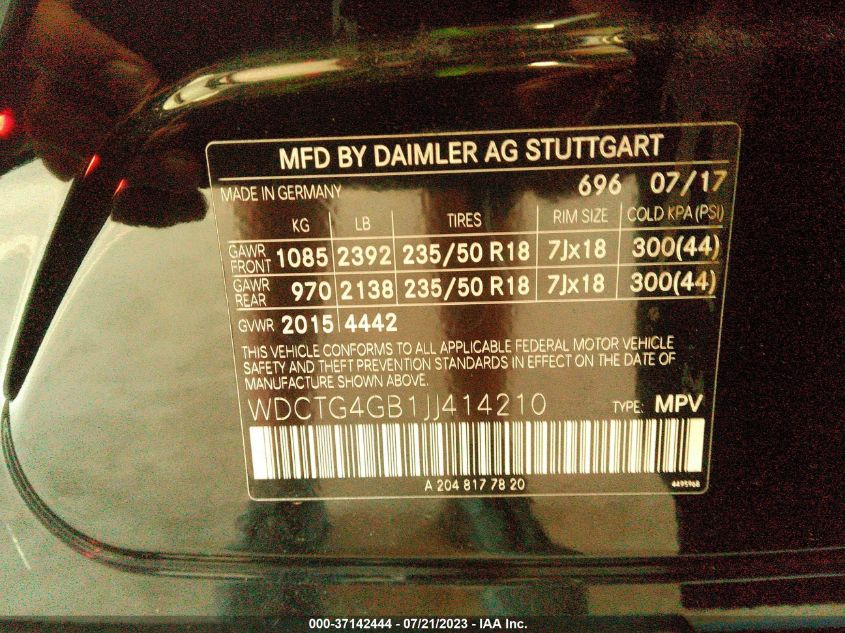 MFD BY DAIMLER AG STUTTGART
MADE IN GERMANY 696 07/17
KG LB TIRES RIM SIZE COLD KPA (PSI)
GAWR FRONT 1085 2392 235/50 R18 7Jx18 300(44)
GAWR REAR 970 2138 235/50 R18 7Jx18 300(44)
GVWR 2015 4442
THIS VEHICLE CONFORMS TO ALL APPLICABLE FEDERAL MOTOR VEHICLE
SAFETY AND THEFT PREVENTION STANDARDS IN EFFECT ON THE DATE OF
MANUFACTURE SHOWN ABOVE.
WDCTG4GB1JJ414210 TYPE: MPV
A 204 817 78 20 4495968
000-37142444 - 07/21/2023 - IAA Inc.